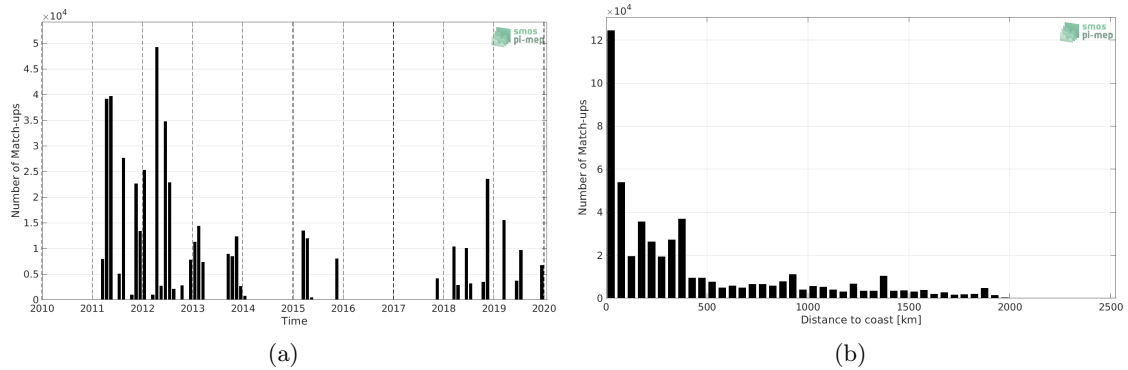 ×10⁴
5
4.5
4
3.5
3
2.5
2
1.5
1
0.5
0
Number of Match-ups
2010 2011 2012 2013 2014 2015 2016 2017 2018 2019 2020
Time
smos
pi-mep
(a)
×10⁴
12
10
8
6
4
2
0
Number of Match-ups
0 500 1000 1500 2000 2500
Distance to coast [km]
smos
pi-mep
(b)